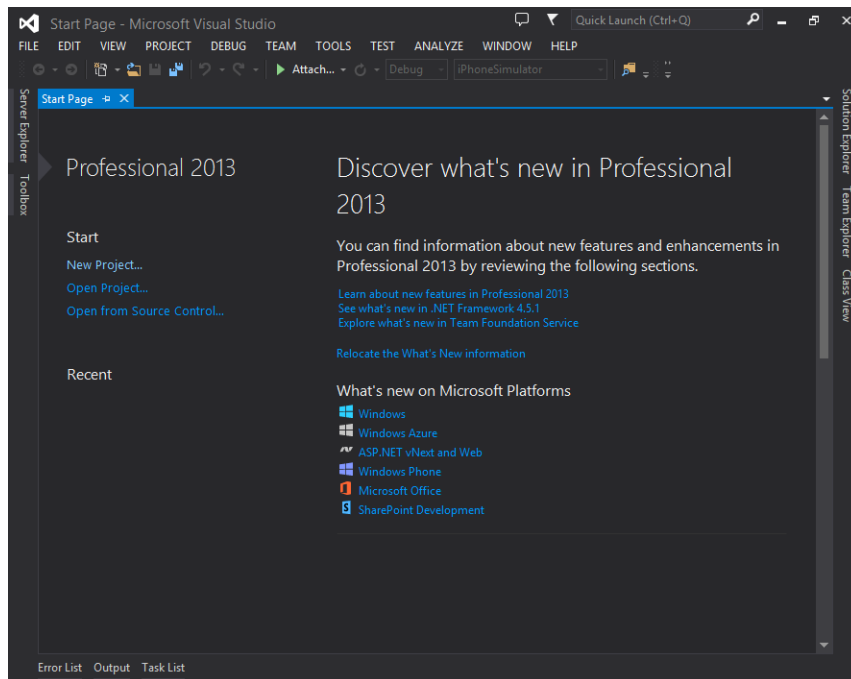 Start Page - Microsoft Visual Studio
Quick Launch (Ctrl+Q)
FILE EDIT VIEW PROJECT DEBUG TEAM TOOLS TEST ANALYZE WINDOW HELP
Attach... Debug iPhoneSimulator
Server Explorer
Toolbox
Start Page
Professional 2013
Start
New Project...
Open Project...
Open from Source Control...
Recent
Discover what's new in Professional
2013
You can find information about new features and enhancements in
Professional 2013 by reviewing the following sections.
Learn about new features in Professional 2013
See what's new in .NET Framework 4.5.1
Explore what's new in Team Foundation Service
Relocate the What's New information
What's new on Microsoft Platforms
Windows
Windows Azure
ASP.NET vNext and Web
Windows Phone
Microsoft Office
SharePoint Development
Solution Explorer
Team Explorer
Class View
Error List Output Task List